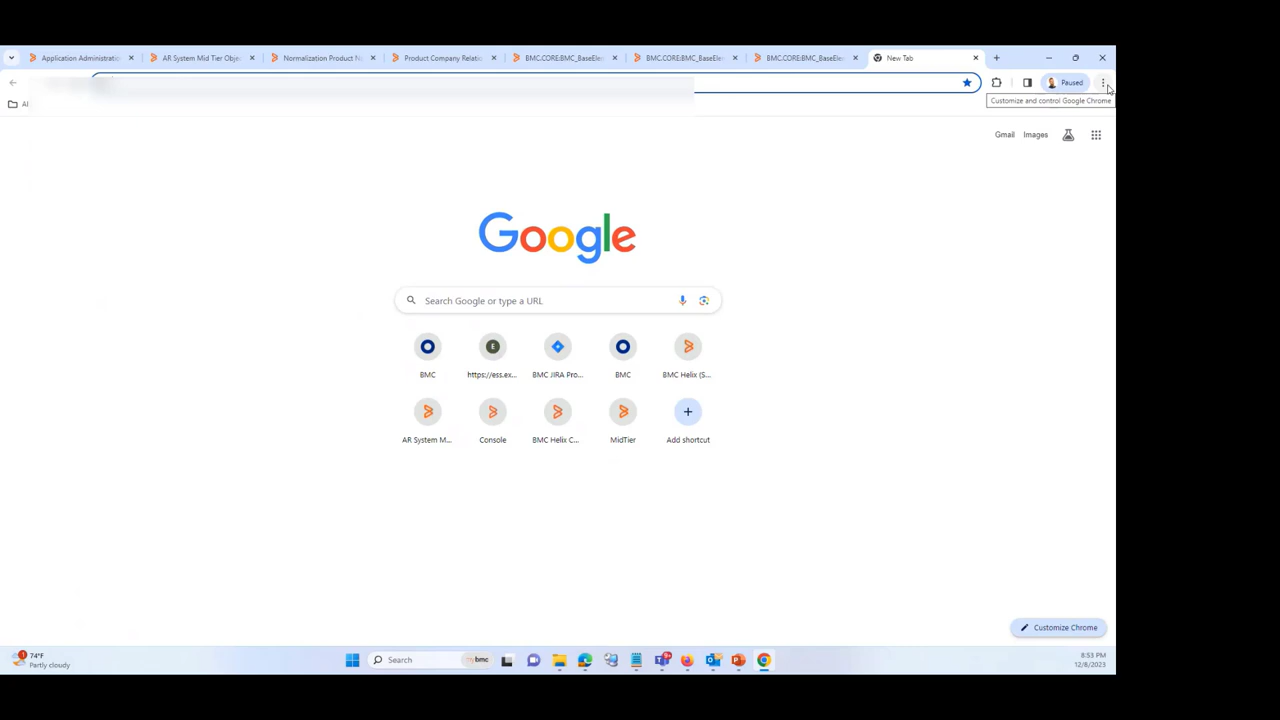 Application Administratio
AR System Mid Tier Obje
Normalization Product N
Product Company Relatio
BMC.CORE:BMC_BaseEle
BMC.CORE:BMC_BaseEle
BMC.CORE:BMC_BaseEle
New Tab
Paused
Customize and control Google Chrome
Gmail
Images
Google
Search Google or type a URL
BMC
E
https://ess.ex...
BMC JIRA Pro...
BMC
BMC Helix (S...
AR System M...
Console
BMC Helix C...
MidTier
Add shortcut
Customize Chrome
1
74°F
Partly cloudy
Search
mybmc
8:53 PM
12/8/2023